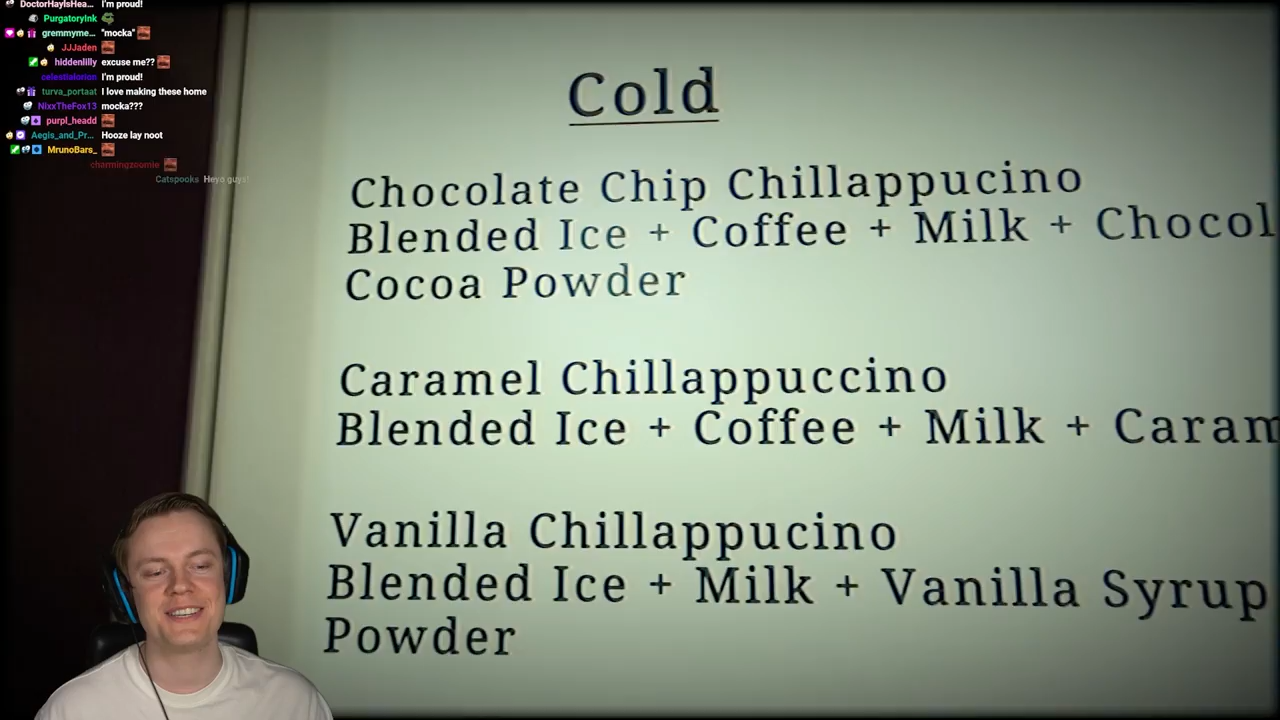 DoctorHayIsHea... I'm proud!
PurgatoryInk
gremmyme... "mocka"
JJJaden
hiddenlilly excuse me??
celestialorion I'm proud!
turva_portaat I love making these home
NixxTheFox13 mocka???
purpl_headd
Aegis_and_Pr... Hooze lay noot
MrunoBars_
charmingzoomie
Catspooks Heyo guys!
Cold
Chocolate Chip Chillappucino
Blended Ice + Coffee + Milk + Chocol
Cocoa Powder
Caramel Chillappuccino
Blended Ice + Coffee + Milk + Caram
Vanilla Chillappucino
Blended Ice + Milk + Vanilla Syrup
Powder